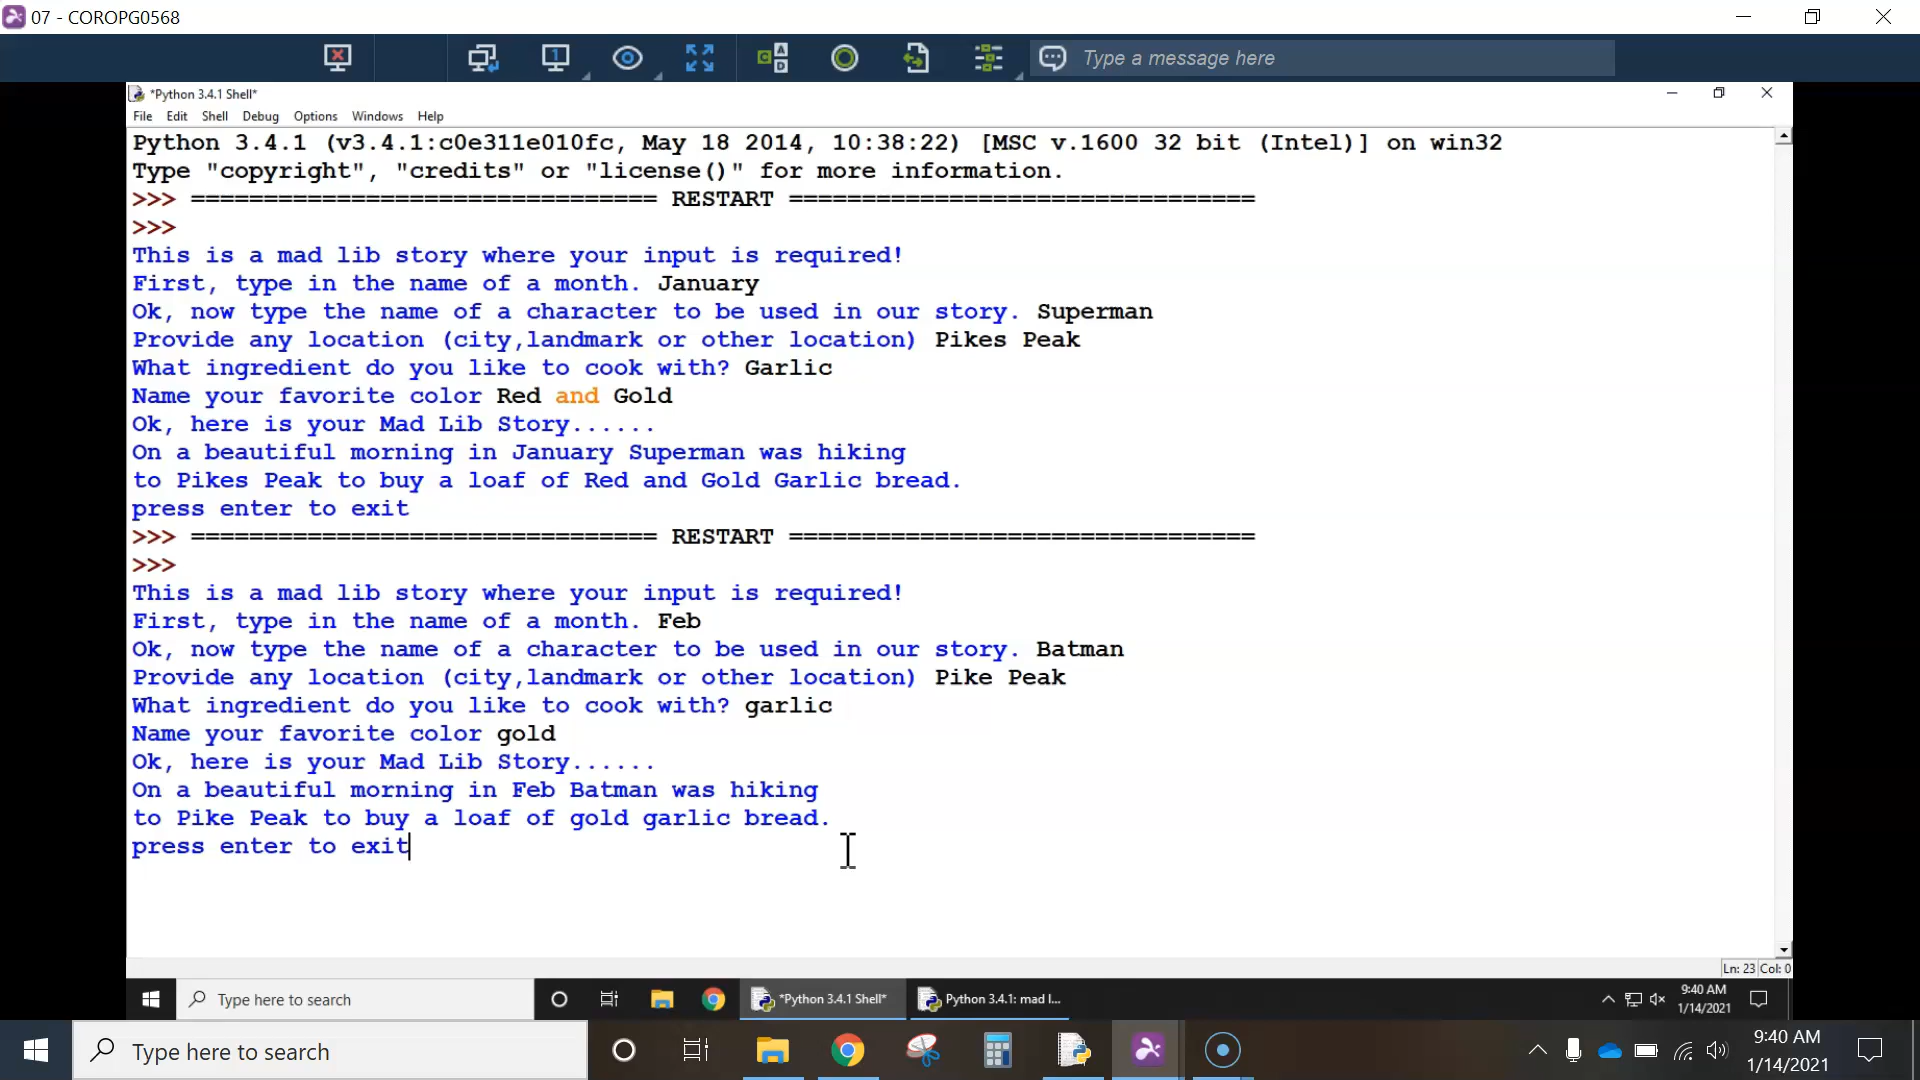 07 - COROPG0568
Type a message here
*Python 3.4.1 Shell*
File Edit Shell Debug Options Windows Help
Python 3.4.1 (v3.4.1:c0e311e010fc, May 18 2014, 10:38:22) [MSC v.1600 32 bit (Intel)] on win32
Type "copyright", "credits" or "license()" for more information.
>>> ================================ RESTART ================================
>>>
This is a mad lib story where your input is required!
First, type in the name of a month. January
Ok, now type the name of a character to be used in our story. Superman
Provide any location (city,landmark or other location) Pikes Peak
What ingredient do you like to cook with? Garlic
Name your favorite color Red and Gold
Ok, here is your Mad Lib Story......
On a beautiful morning in January Superman was hiking
to Pikes Peak to buy a loaf of Red and Gold Garlic bread.
press enter to exit
>>> ================================ RESTART ================================
>>>
This is a mad lib story where your input is required!
First, type in the name of a month. Feb
Ok, now type the name of a character to be used in our story. Batman
Provide any location (city,landmark or other location) Pike Peak
What ingredient do you like to cook with? garlic
Name your favorite color gold
Ok, here is your Mad Lib Story......
On a beautiful morning in Feb Batman was hiking
to Pike Peak to buy a loaf of gold garlic bread.
press enter to exit
Ln: 23 Col: 0
Type here to search
*Python 3.4.1 Shell*
Python 3.4.1: mad l...
9:40 AM
1/14/2021
Type here to search
9:40 AM
1/14/2021